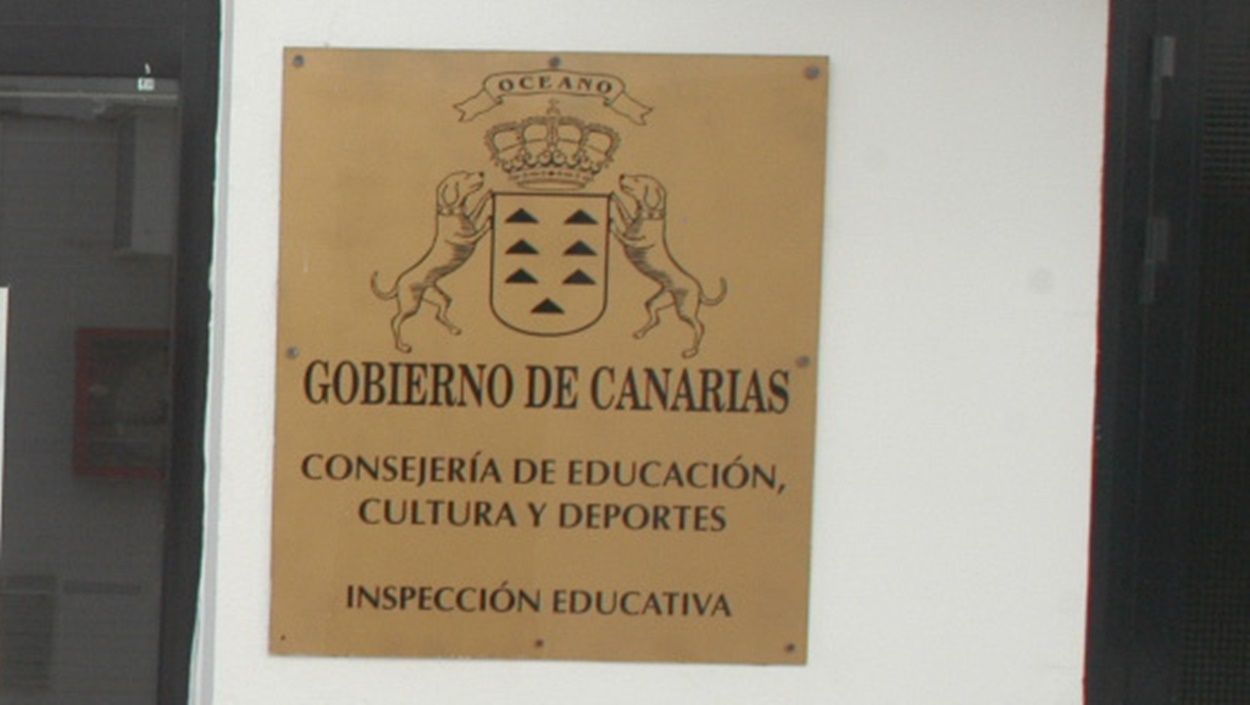 OCEANO
GOBIERNO DE CANARIAS
CONSEJERÍA DE EDUCACIÓN,
CULTURA Y DEPORTES
INSPECCIÓN EDUCATIVA